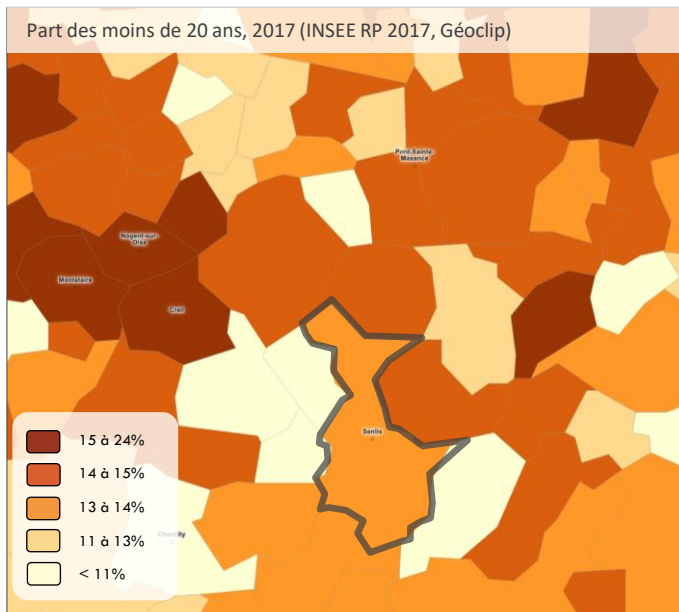 Part des moins de 20 ans, 2017 (INSEE RP 2017, Géoclip)
Pont-Sainte-
Maxence
Nogent-sur-
Oise
Montataire
Creil
Senlis
15 à 24%
14 à 15%
13 à 14%
11 à 13%
< 11%
Chantilly